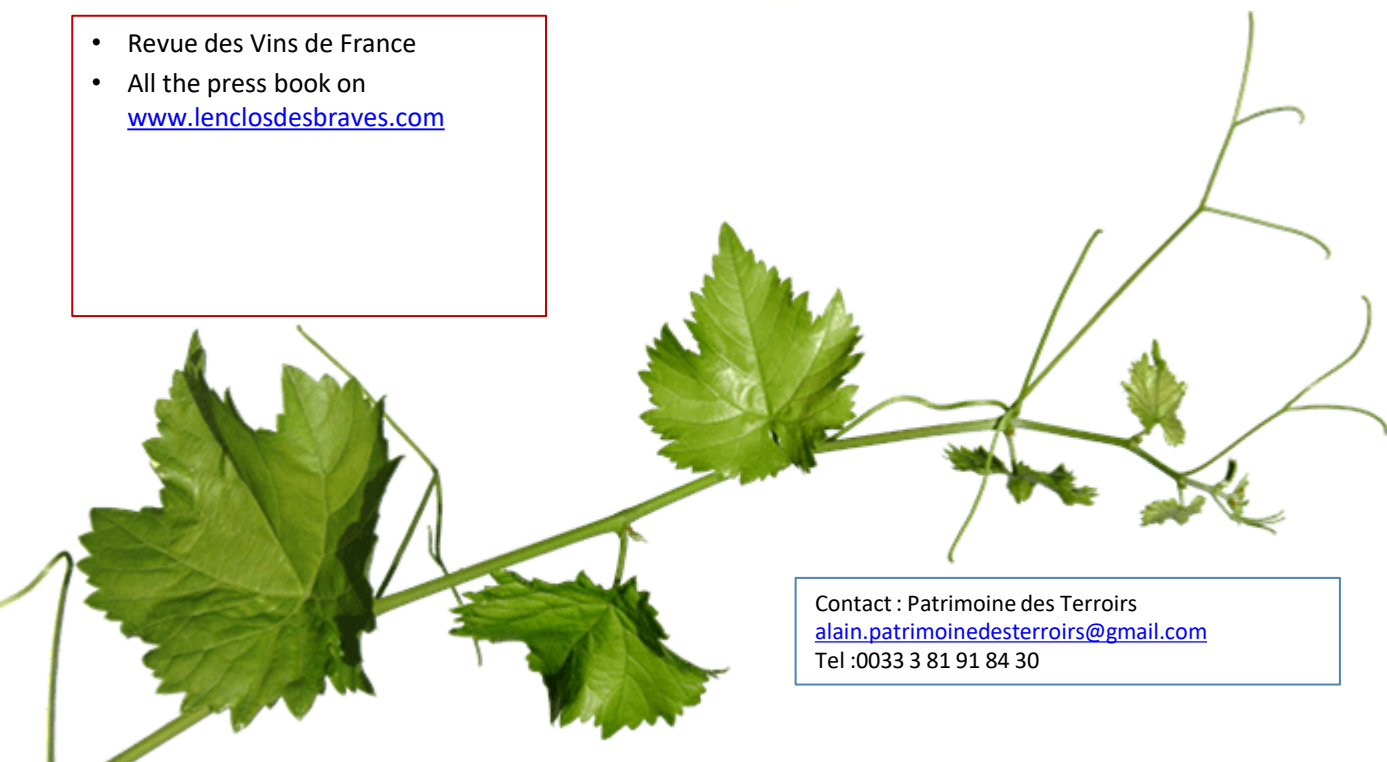 • Revue des Vins de France
• All the press book on
www.lenclosdesbraves.com
Contact : Patrimoine des Terroirs
alain.patrimoinedesterroirs@gmail.com
Tel :0033 3 81 91 84 30